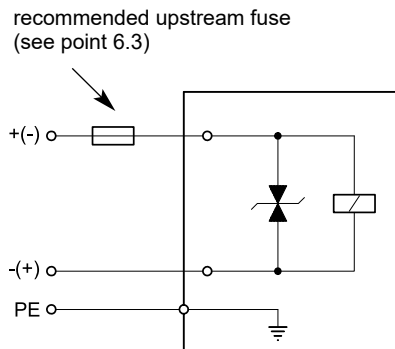 recommended upstream fuse
(see point 6.3)
+(-)
-(+)
PE